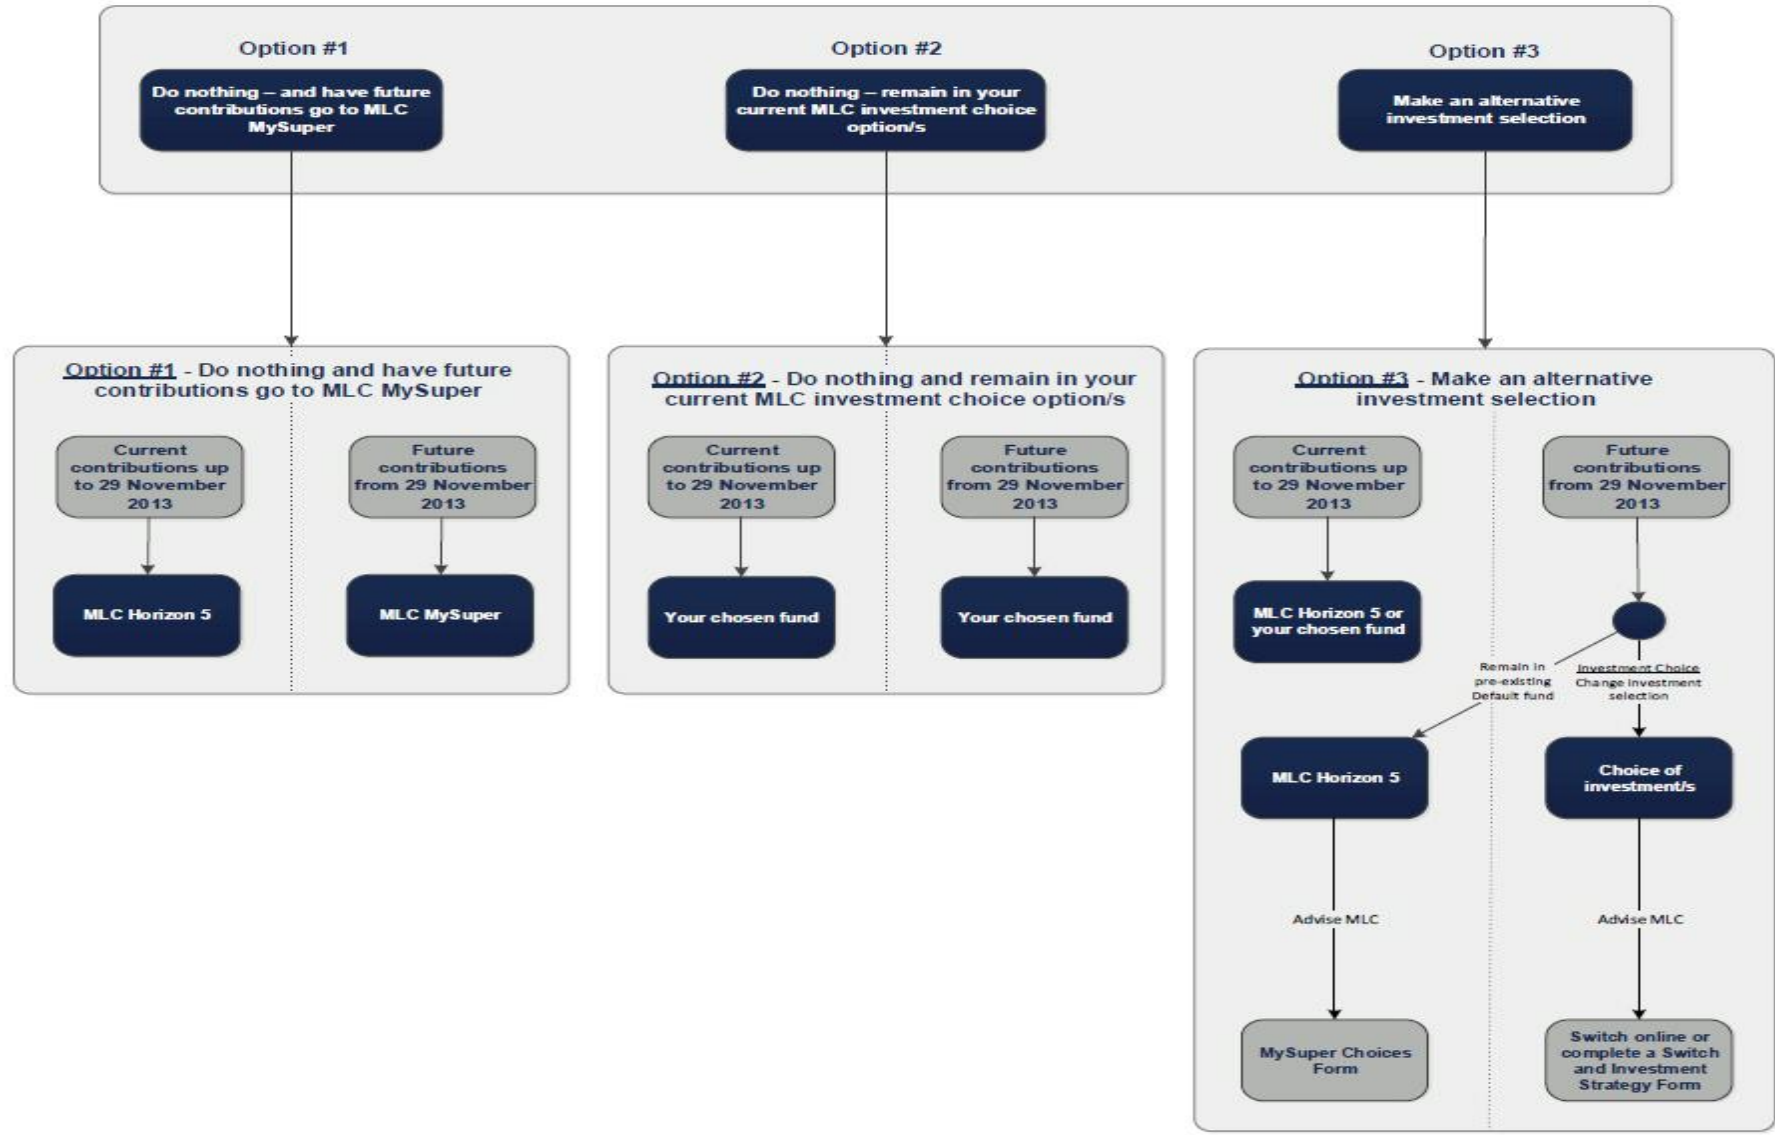 Option #1
Do nothing – and have future
contributions go to MLC
MySuper
Option #2
Do nothing – remain in your
current MLC investment choice
option/s
Option #3
Make an alternative
investment selection
Option #1 - Do nothing and have future
contributions go to MLC MySuper
Current
contributions up
to 29 November
2013
Future
contributions
from 29 November
2013
MLC Horizon 5
MLC MySuper
Option #2 - Do nothing and remain in your
current MLC investment choice option/s
Current
contributions up
to 29 November
2013
Future
contributions
from 29 November
2013
Your chosen fund
Your chosen fund
Option #3 - Make an alternative
investment selection
Current
contributions up
to 29 November
2013
Future
contributions
from 29 November
2013
MLC Horizon 5 or
your chosen fund
Remain in
pre-existing
Default fund
Investment Choice
Change investment
selection
MLC Horizon 5
Choice of
investment/s
Advise MLC
Advise MLC
MySuper Choices
Form
Switch online or
complete a Switch
and Investment
Strategy Form